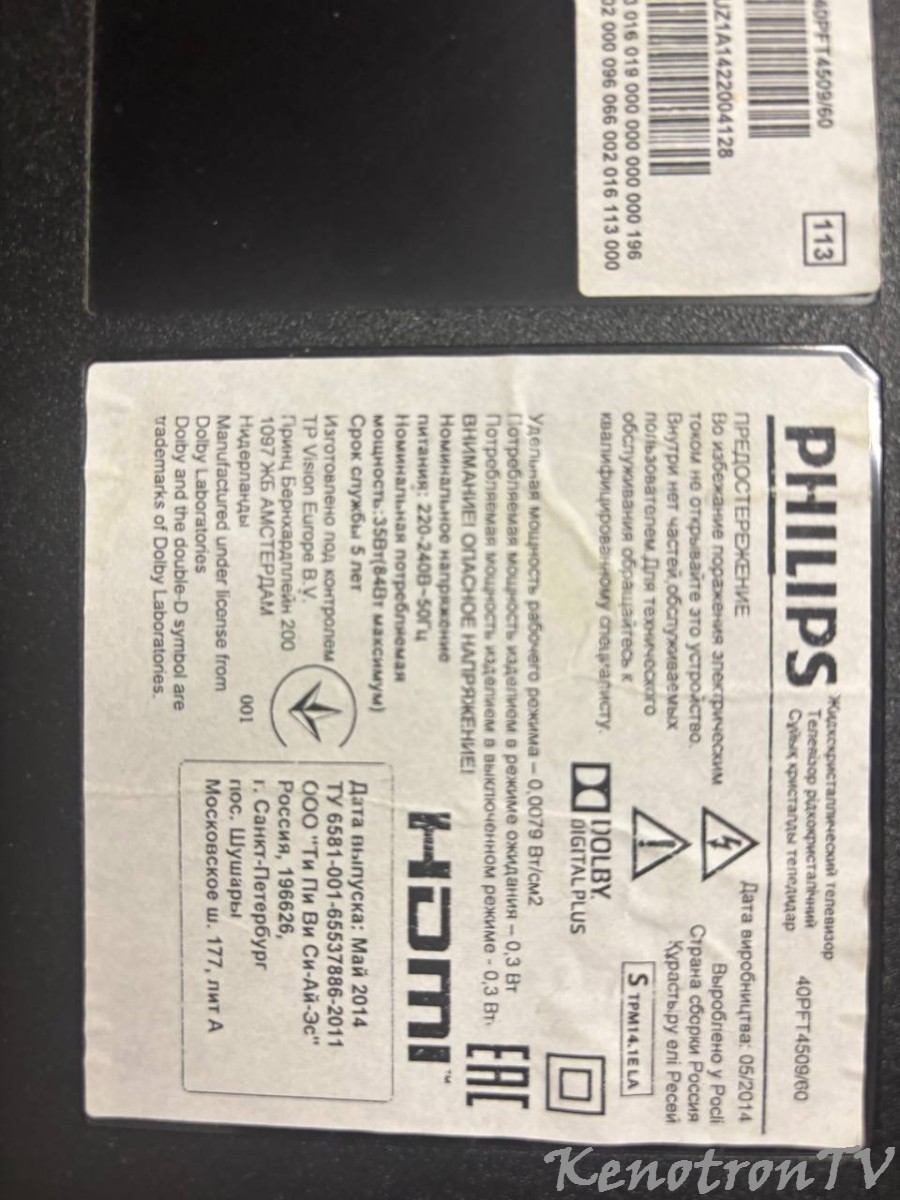 40PFT4509/60
UZ1A1422004128
3 016 019 000 000 000 000 196
02 000 096 066 002 016 113 000
113
PHILIPS
Жидкокристаллический телевизор
Телевізор рідкокристалічний
Сұйық кристалды теледидар
40PFT4509/60
ПРЕДОСТЕРЕЖЕНИЕ
Во избежание поражения электрическим
током не открывайте это устройство.
Внутри нет частей, обслуживаемых
пользователем. Для технического
обслуживания обращайтесь к
квалифицированному специалисту.
Дата виробництва: 05/2014
Выроблено у Росії
Страна сборки Россия
Құрастыру елі Ресей
DOLBY
DIGITAL PLUS
S TPM14.1E LA
Удельная мощность рабочего режима – 0,0079 Вт/см2
Потребляемая мощность изделием в режиме ожидания – 0,3 Вт
Потребляемая мощность изделием в выключенном режиме - 0,3 Вт
ВНИМАНИЕ! ОПАСНОЕ НАПРЯЖЕНИЕ!
Номинальное напряжение
питания: 220-240В~50Гц
Номинальная потребляемая
мощность:35Вт(84Вт максимум)
Срок службы 5 лет
HDMI™
EAC
Изготовлено под контролем
TP Vision Europe B.V.
Принц Бернхардплейн 200
1097 ЖБ АМСТЕРДАМ
Нидерланды
001
Manufactured under license from
Dolby Laboratories
Dolby and the double-D symbol are
trademarks of Dolby Laboratories.
Дата выпуска: Май 2014
ТУ 6581-001-65537886-2011
ООО "Ти Пи Ви Си-Ай-Эс"
Россия, 196626,
г. Санкт-Петербург
пос. Шушары
Московское ш. 177, лит А
KenotronTV